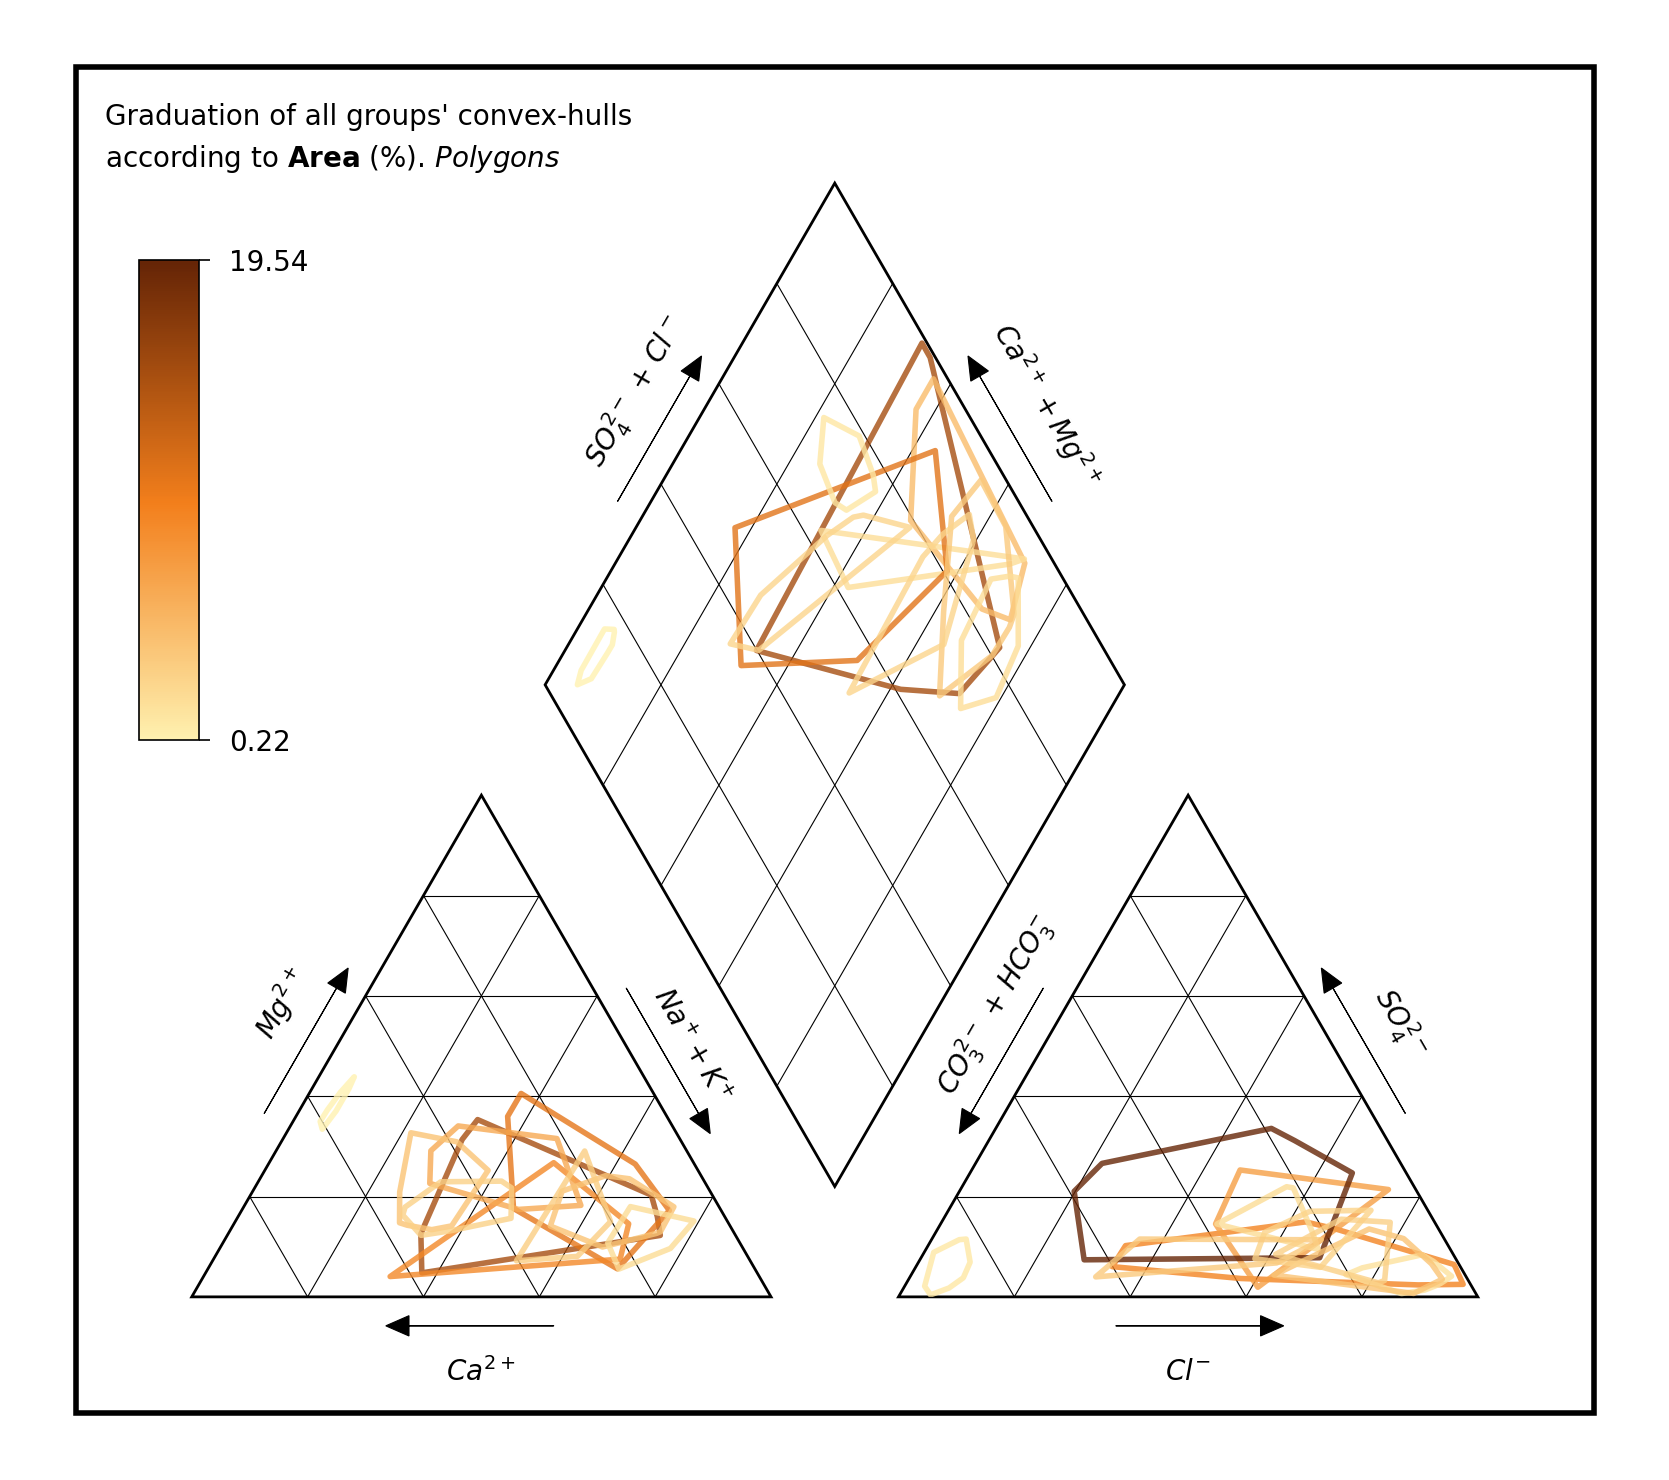 Graduation of all groups' convex-hulls
according to Area (%). Polygons
19.54
0.22
SO₄²⁻ + Cl⁻
Ca²⁺ + Mg²⁺
Mg²⁺
Na⁺ + K⁺
CO₃²⁻ + HCO₃⁻
SO₄²⁻
Ca²⁺
Cl⁻